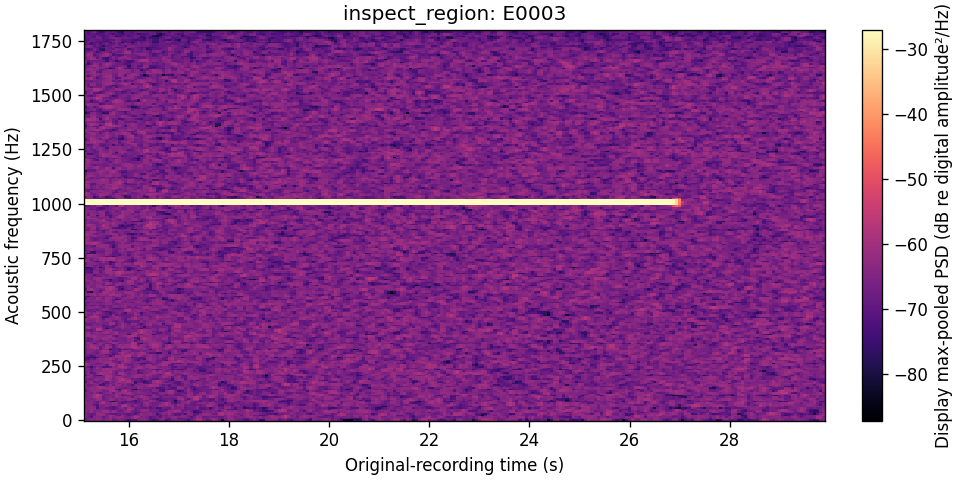 inspect_region: E0003
Acoustic frequency (Hz)
1750
1500
1250
1000
750
500
250
0
16 18 20 22 24 26 28
Original-recording time (s)
−30
−40
−50
−60
−70
−80
Display max-pooled PSD (dB re digital amplitude²/Hz)